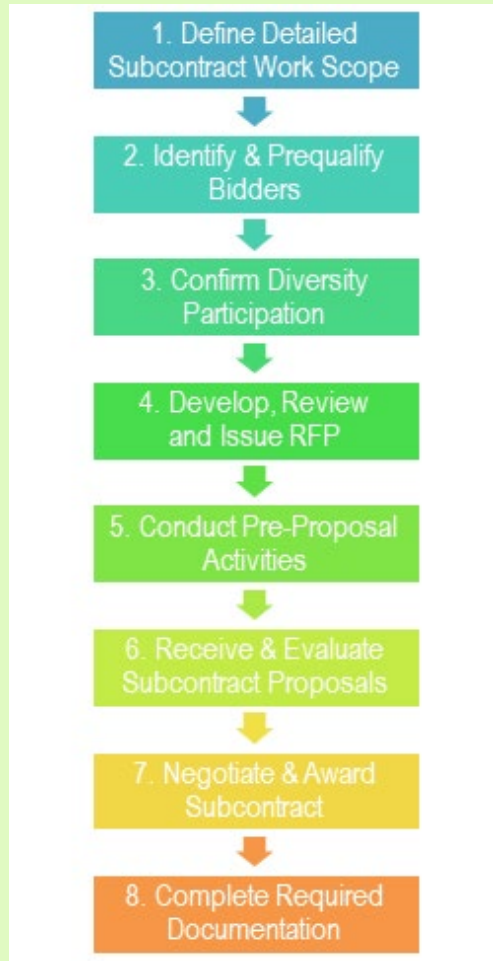 1. Define Detailed
Subcontract Work Scope
2. Identify & Prequalify
Bidders
3. Confirm Diversity
Participation
4. Develop, Review
and Issue RFP
5. Conduct Pre-Proposal
Activities
6. Receive & Evaluate
Subcontract Proposals
7. Negotiate & Award
Subcontract
8. Complete Required
Documentation